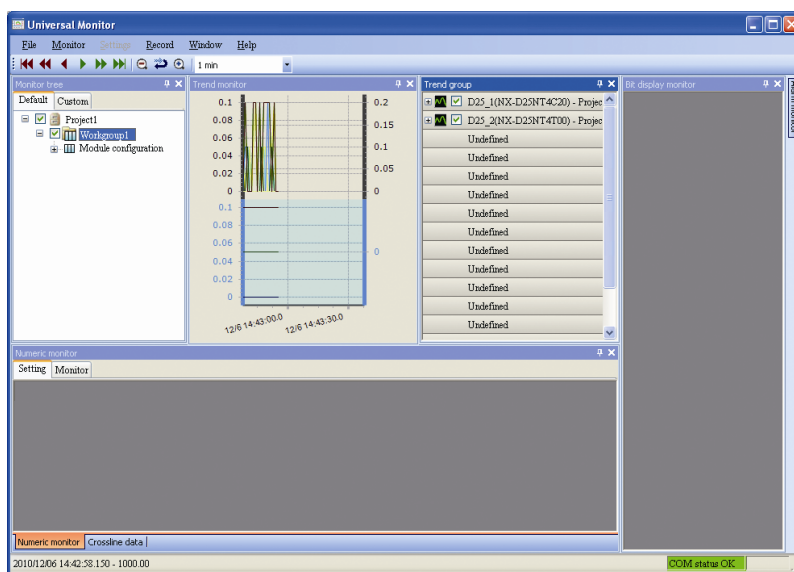 Universal Monitor
File Monitor Settings Record Window Help
1 min
Monitor tree
Default Custom
Project1
Workgroup1
Module configuration
Trend monitor
0.1 0.2
0.08
0.15
0.06
0.1
0.04
0.05
0.02
0 0
0.1
0.08
0.06
0
0.04
0.02
0
12/6 14:43:00.0 12/6 14:43:30.0
Trend group
D25_1(NX-D25NT4C20) - Projec
D25_2(NX-D25NT4T00) - Projec
Undefined
Undefined
Undefined
Undefined
Undefined
Undefined
Undefined
Undefined
Undefined
Undefined
Undefined
Bit display monitor
Alarm monitor
Numeric monitor
Setting Monitor
Numeric monitor Crossline data
2010/12/06 14:42:58.150 - 1000.00 COM status OK